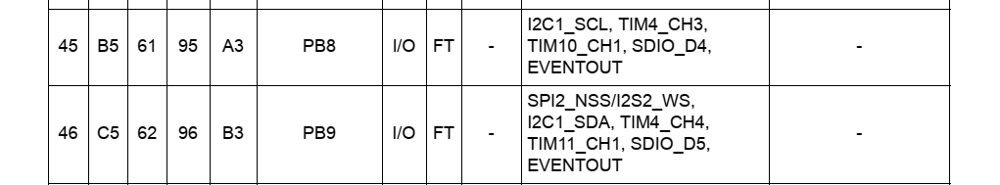 45 B5 61 95 A3 PB8 I/O FT - I2C1_SCL, TIM4_CH3, -
TIM10_CH1, SDIO_D4,
EVENTOUT
46 C5 62 96 B3 PB9 I/O FT - SPI2_NSS/I2S2_WS, -
I2C1_SDA, TIM4_CH4,
TIM11_CH1, SDIO_D5,
EVENTOUT